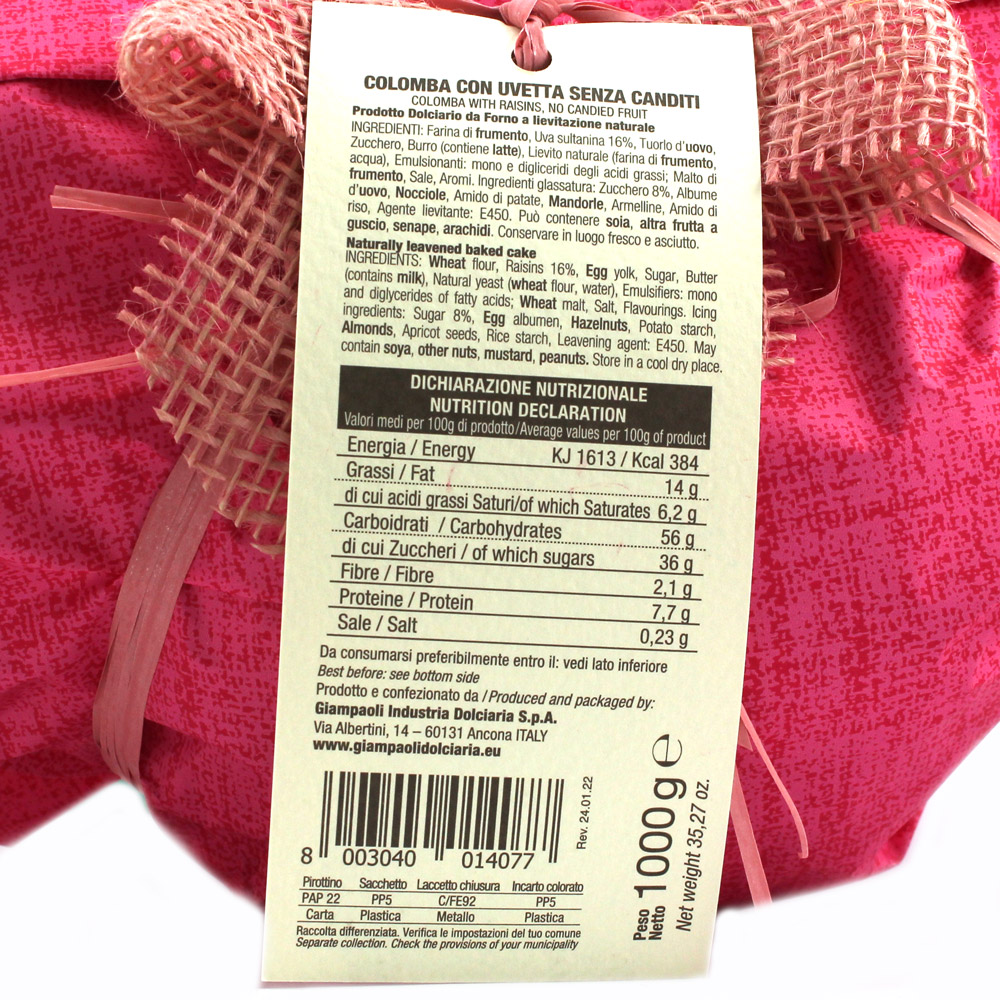 COLOMBA CON UVETTA SENZA CANDITI
COLOMBA WITH RAISINS, NO CANDIED FRUIT
Prodotto Dolciario da Forno a lievitazione naturale
INGREDIENTI: Farina di frumento, Uva sultanina 16%, Tuorlo d'uovo,
Zucchero, Burro (contiene latte), Lievito naturale (farina di frumento,
acqua), Emulsionanti: mono e digliceridi degli acidi grassi; Malto di
frumento, Sale, Aromi. Ingredienti glassatura: Zucchero 8%, Albume
d'uovo, Nocciole, Amido di patate, Mandorle, Armelline, Amido di
riso, Agente lievitante: E450. Può contenere soia, altra frutta a
guscio, senape, arachidi. Conservare in luogo fresco e asciutto.
Naturally leavened baked cake
INGREDIENTS: Wheat flour, Raisins 16%, Egg yolk, Sugar, Butter
(contains milk), Natural yeast (wheat flour, water), Emulsifiers: mono
and diglycerides of fatty acids; Wheat malt, Salt, Flavourings. Icing
ingredients: Sugar 8%, Egg albumen, Hazelnuts, Potato starch,
Almonds, Apricot seeds, Rice starch, Leavening agent: E450. May
contain soya, other nuts, mustard, peanuts. Store in a cool dry place.
DICHIARAZIONE NUTRIZIONALE
NUTRITION DECLARATION
Valori medi per 100g di prodotto/Average values per 100g of product
Energia / Energy KJ 1613 / Kcal 384
Grassi / Fat 14 g
di cui acidi grassi Saturi/of which Saturates 6,2 g
Carboidrati / Carbohydrates 56 g
di cui Zuccheri / of which sugars 36 g
Fibre / Fibre 2,1 g
Proteine / Protein 7,7 g
Sale / Salt 0,23 g
Da consumarsi preferibilmente entro il: vedi lato inferiore
Best before: see bottom side
Prodotto e confezionato da / Produced and packaged by:
Giampaoli Industria Dolciaria S.p.A.
Via Albertini, 14 – 60131 Ancona ITALY
www.giampaolidolciaria.eu
8 003040 014077
Rev. 24.01.22
Peso Netto 1000g e
Net weight 35,27 oz.
Pirottino Sacchetto Laccetto chiusura Incarto colorato
PAP 22 PP5 C/FE92 PP5
Carta Plastica Metallo Plastica
Raccolta differenziata. Verifica le impostazioni del tuo comune
Separate collection. Check the provisions of your municipality